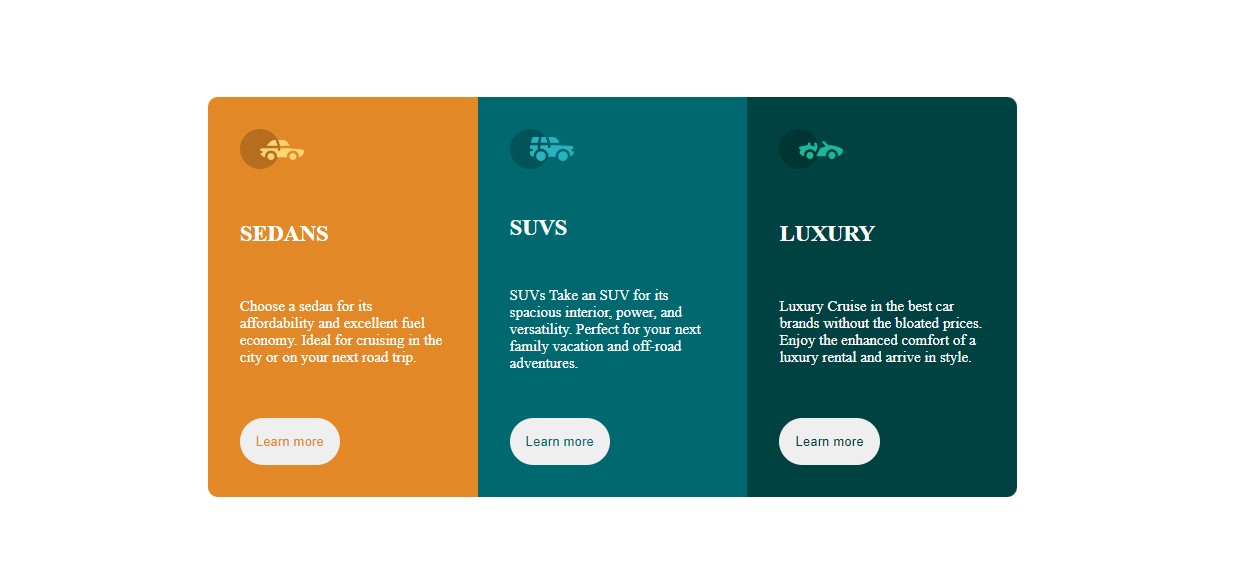 SEDANS
Choose a sedan for its
affordability and excellent fuel
economy. Ideal for cruising in the
city or on your next road trip.
Learn more
SUVS
SUVs Take an SUV for its
spacious interior, power, and
versatility. Perfect for your next
family vacation and off-road
adventures.
Learn more
LUXURY
Luxury Cruise in the best car
brands without the bloated prices.
Enjoy the enhanced comfort of a
luxury rental and arrive in style.
Learn more